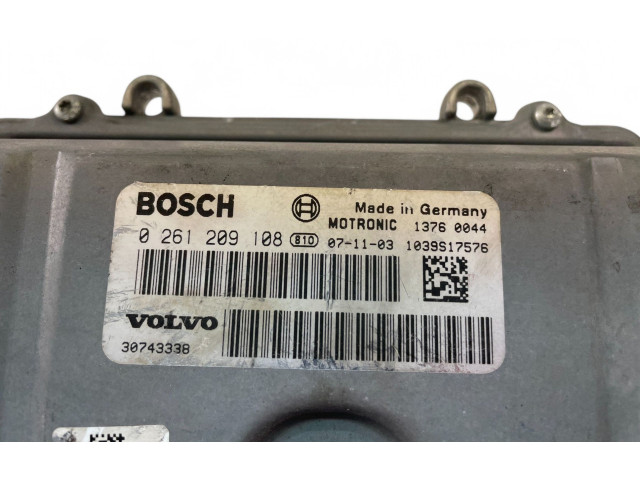 BOSCH Made in Germany
MOTRONIC 1376 0044
0 261 209 108 810 07-11-03 1039S17576
VOLVO
30743338